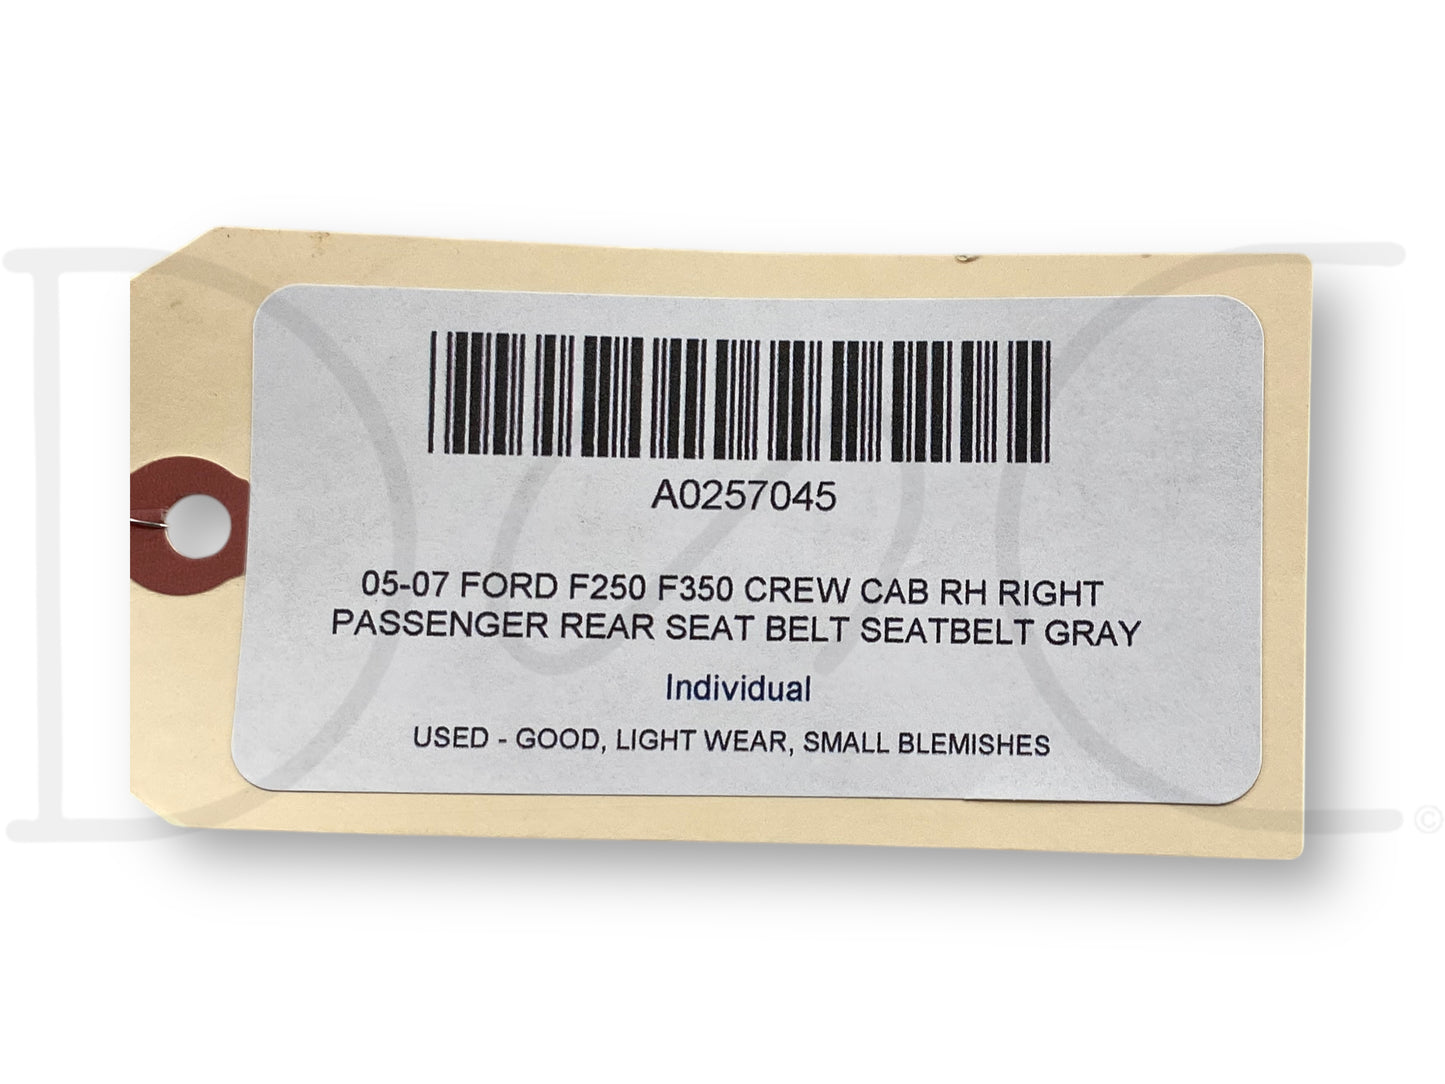 A0257045
05-07 FORD F250 F350 CREW CAB RH RIGHT
PASSENGER REAR SEAT BELT SEATBELT GRAY
Individual
USED - GOOD, LIGHT WEAR, SMALL BLEMISHES
©